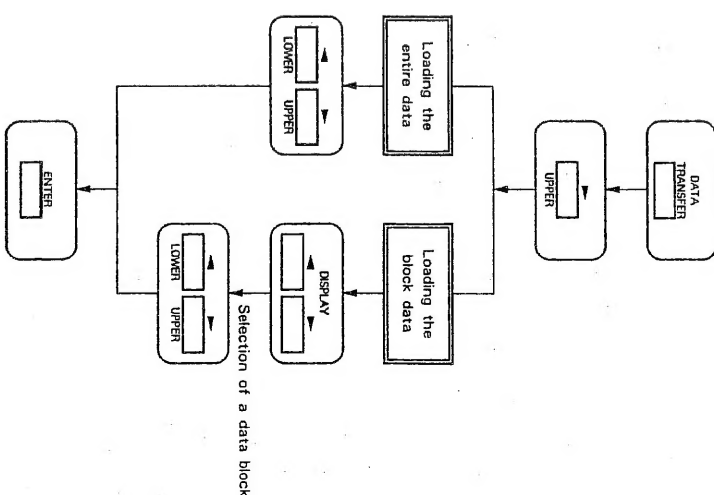 DATA
TRANSFER
UPPER
Loading the
entire data
Loading the
block data
LOWER UPPER
DISPLAY
Selection of a data block
LOWER UPPER
ENTER